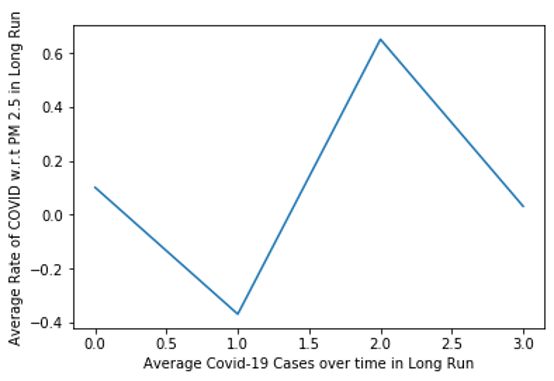 Average Rate of COVID w.r.t PM 2.5 in Long Run
0.6
0.4
0.2
0.0
−0.2
−0.4
0.0 0.5 1.0 1.5 2.0 2.5 3.0
Average Covid-19 Cases over time in Long Run